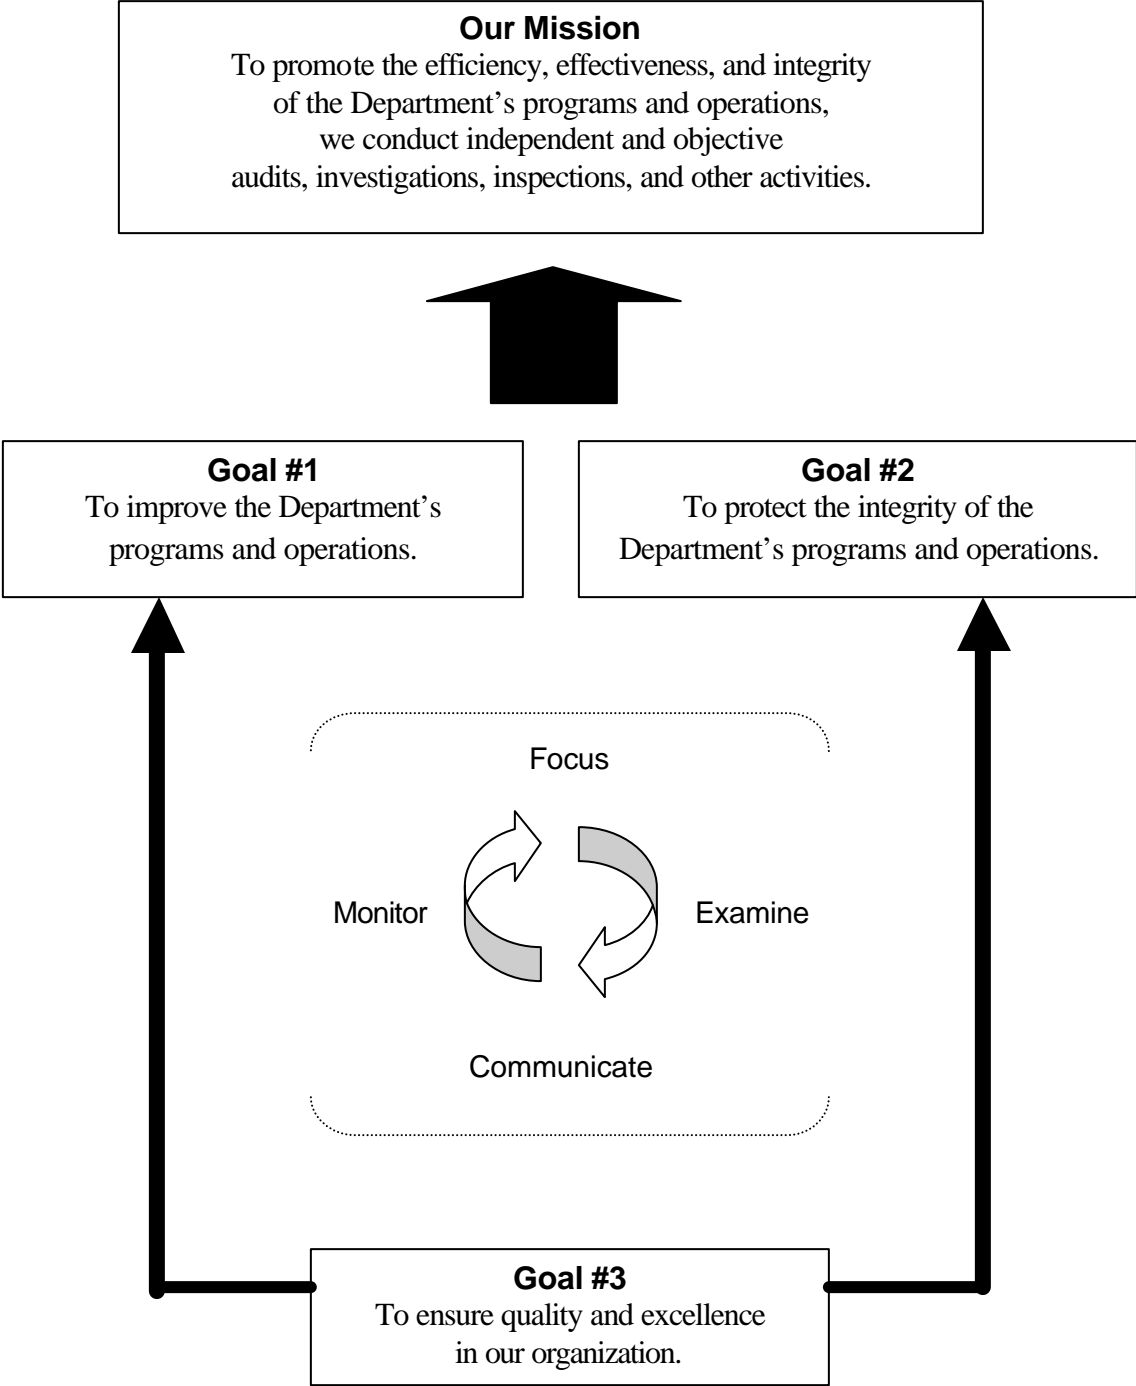 Our Mission
To promote the efficiency, effectiveness, and integrity
of the Department’s programs and operations,
we conduct independent and objective
audits, investigations, inspections, and other activities.
Goal #1
To improve the Department’s
programs and operations.
Goal #2
To protect the integrity of the
Department’s programs and operations.
Focus
Monitor
Examine
Communicate
Goal #3
To ensure quality and excellence
in our organization.